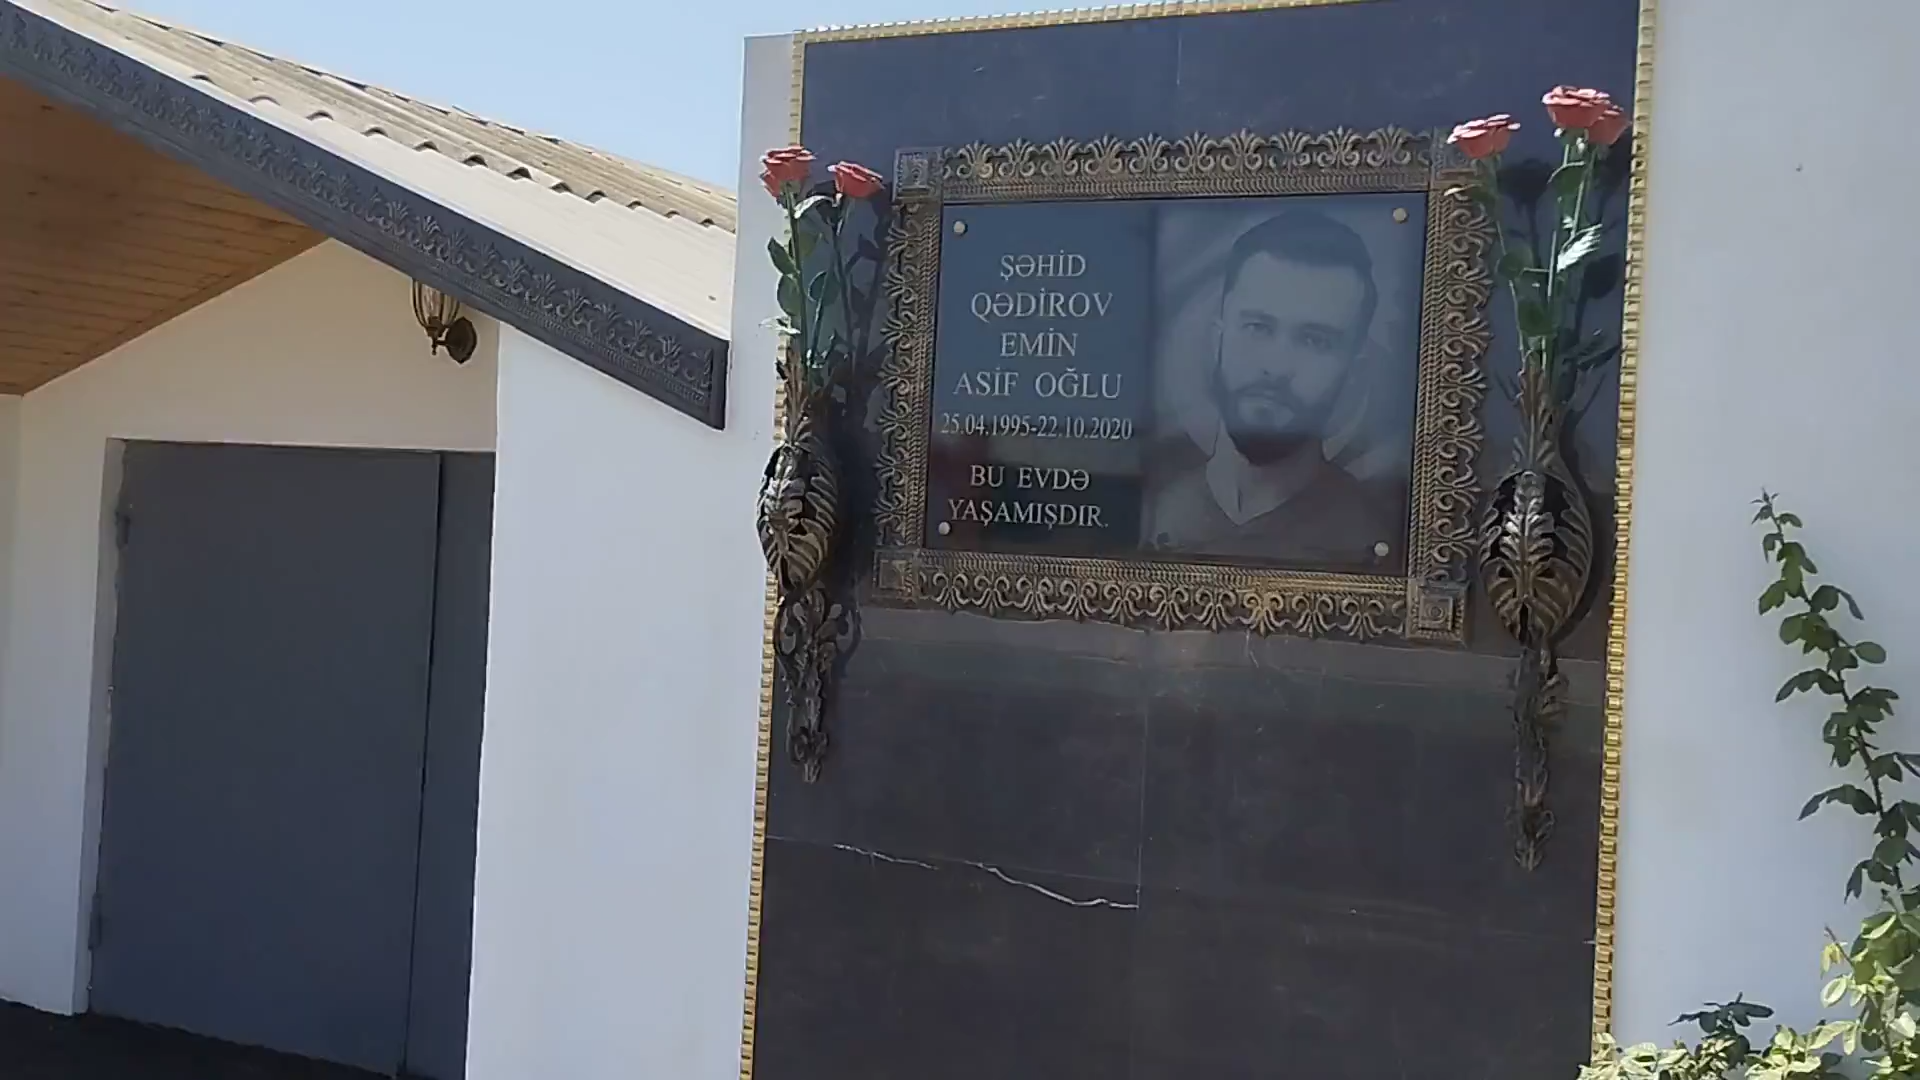 ŞƏHİD
QƏDİROV
EMİN
ASİF OĞLU
25.04.1995-22.10.2020
BU EVDƏ
YAŞAMIŞDIR.